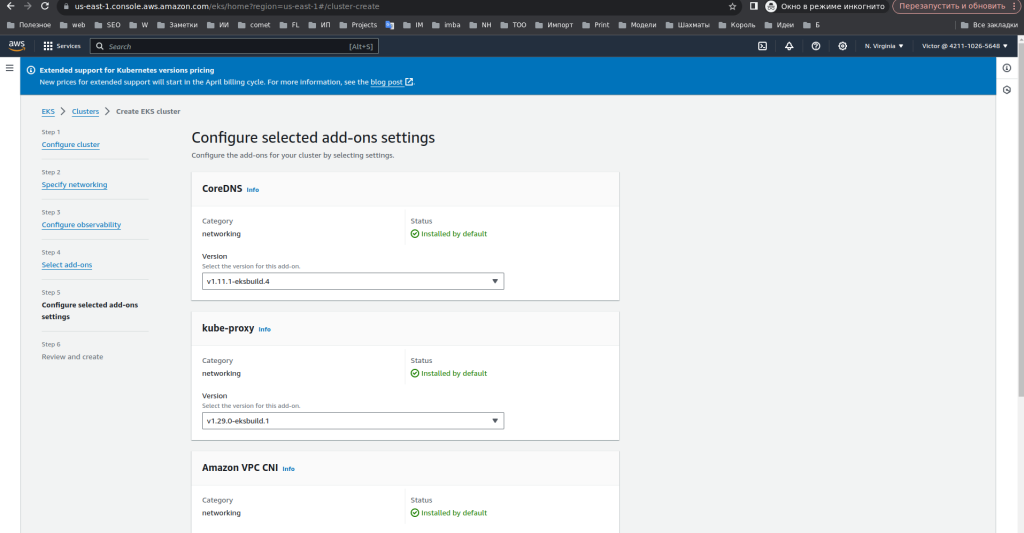 us-east-1.console.aws.amazon.com/eks/home?region=us-east-1#/cluster-create
Окно в режиме инкогнито
Перезапустить и обновить
Полезное web SEO W Заметки ИИ comet FL ИП Projects IM imba NH ТОО Импорт Print Модели Шахматы Король Идеи Б Все закладки
aws Services Search [Alt+S] N. Virginia Victor @ 4211-1026-5648
Extended support for Kubernetes versions pricing
New prices for extended support will start in the April billing cycle. For more information, see the blog post.
EKS Clusters Create EKS cluster
Step 1
Configure cluster
Step 2
Specify networking
Step 3
Configure observability
Step 4
Select add-ons
Step 5
Configure selected add-ons
settings
Step 6
Review and create
Configure selected add-ons settings
Configure the add-ons for your cluster by selecting settings.
CoreDNS Info
Category Status
networking Installed by default
Version
Select the version for this add-on.
v1.11.1-eksbuild.4
kube-proxy Info
Category Status
networking Installed by default
Version
Select the version for this add-on.
v1.29.0-eksbuild.1
Amazon VPC CNI Info
Category Status
networking Installed by default